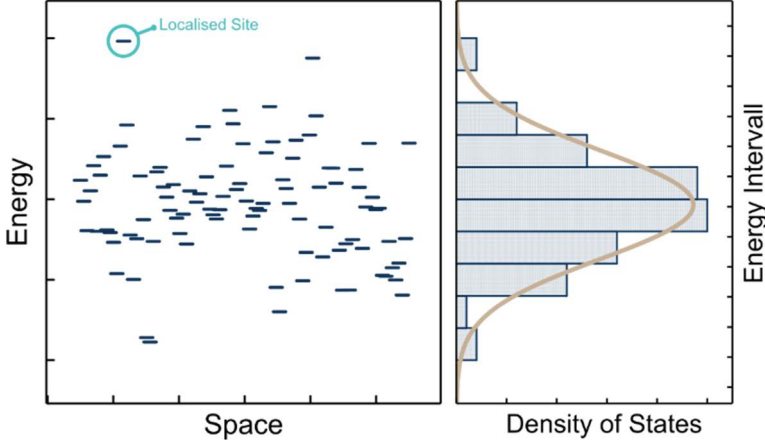 Localised Site
Energy
Space
Energy Intervall
Density of States